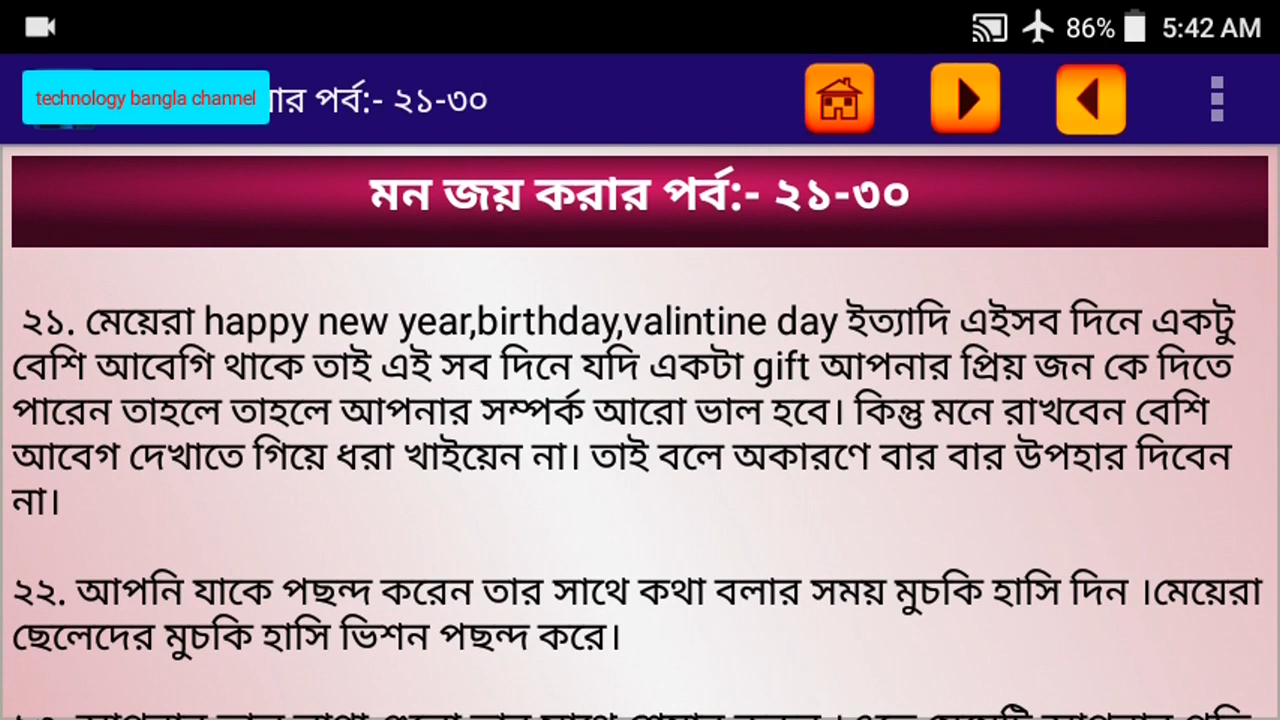 86% 5:42 AM
technology bangla channel
ার পর্ব:- ২১-৩০
মন জয় করার পর্ব:- ২১-৩০
২১. মেয়েরা happy new year,birthday,valintine day ইত্যাদি এইসব দিনে একটু
বেশি আবেগি থাকে তাই এই সব দিনে যদি একটা gift আপনার প্রিয় জন কে দিতে
পারেন তাহলে তাহলে আপনার সম্পর্ক আরো ভাল হবে। কিন্তু মনে রাখবেন বেশি
আবেগ দেখাতে গিয়ে ধরা খাইয়েন না। তাই বলে অকারণে বার বার উপহার দিবেন
না।
২২. আপনি যাকে পছন্দ করেন তার সাথে কথা বলার সময় মুচকি হাসি দিন ।মেয়েরা
ছেলেদের মুচকি হাসি ভিশন পছন্দ করে।